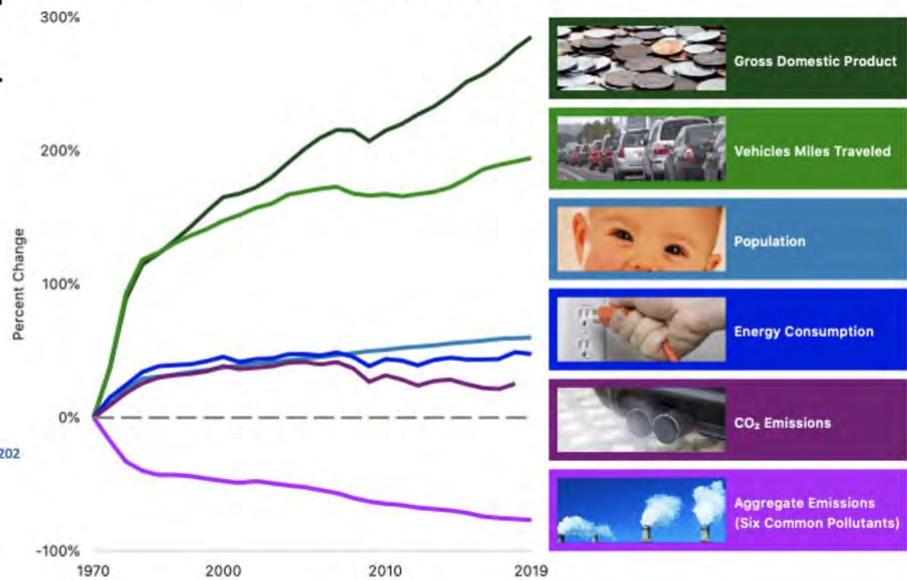 300%
200%
100%
0%
-100%
Percent Change
202
1970
2000
2010
2019
Gross Domestic Product
Vehicles Miles Traveled
Population
Energy Consumption
CO₂ Emissions
Aggregate Emissions
(Six Common Pollutants)